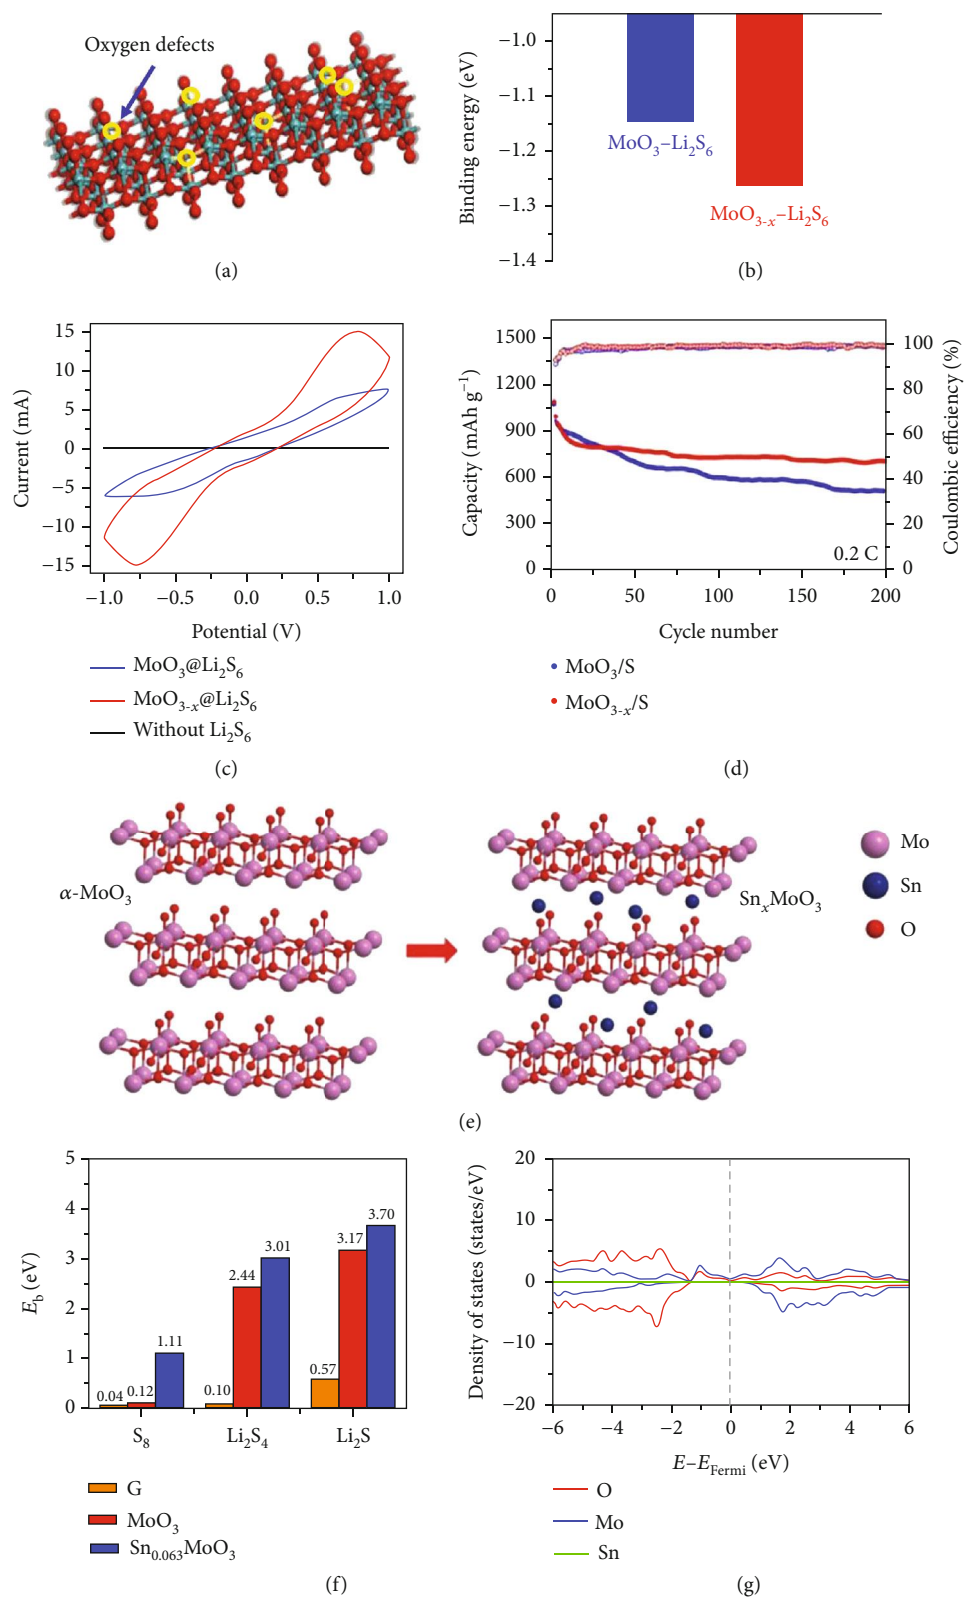 Oxygen defects
(a)
Binding energy (eV)
−1.0
−1.1
−1.2
−1.3
−1.4
MoO₃–Li₂S₆
MoO₃₋ₓ–Li₂S₆
(b)
Current (mA)
15
10
5
0
−5
−10
−15
−1.0 −0.5 0.0 0.5 1.0
Potential (V)
MoO₃@Li₂S₆
MoO₃₋ₓ@Li₂S₆
Without Li₂S₆
(c)
Capacity (mAh g⁻¹)
1500
1200
900
600
300
0
Coulombic efficiency (%)
100
80
60
40
20
0
0.2 C
0 50 100 150 200
Cycle number
MoO₃/S
MoO₃₋ₓ/S
(d)
α-MoO₃
SnₓMoO₃
Mo
Sn
O
(e)
E_b (eV)
5
4
3
2
1
0
0.04 0.12 1.11
0.10 2.44 3.01
0.57 3.17 3.70
S₈ Li₂S₄ Li₂S
G
MoO₃
Sn₀.₀₆₃MoO₃
(f)
Density of states (states/eV)
20
10
0
−10
−20
−6 −4 −2 0 2 4 6
E–E_Fermi (eV)
O
Mo
Sn
(g)